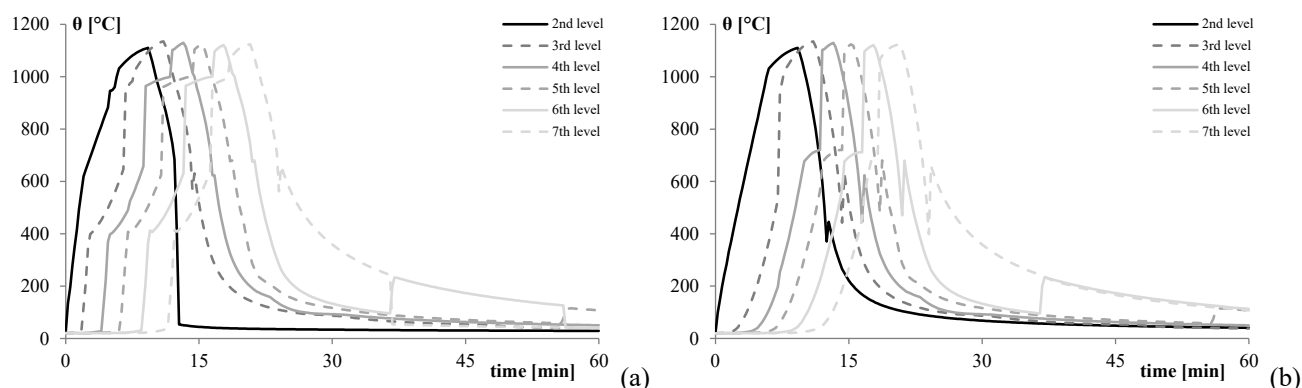 θ [°C]
1200
1000
800
600
400
200
0
0 15 30 45 60
time [min]
2nd level
3rd level
4th level
5th level
6th level
7th level
(a)
θ [°C]
1200
1000
800
600
400
200
0
0 15 30 45 60
time [min]
2nd level
3rd level
4th level
5th level
6th level
7th level
(b)